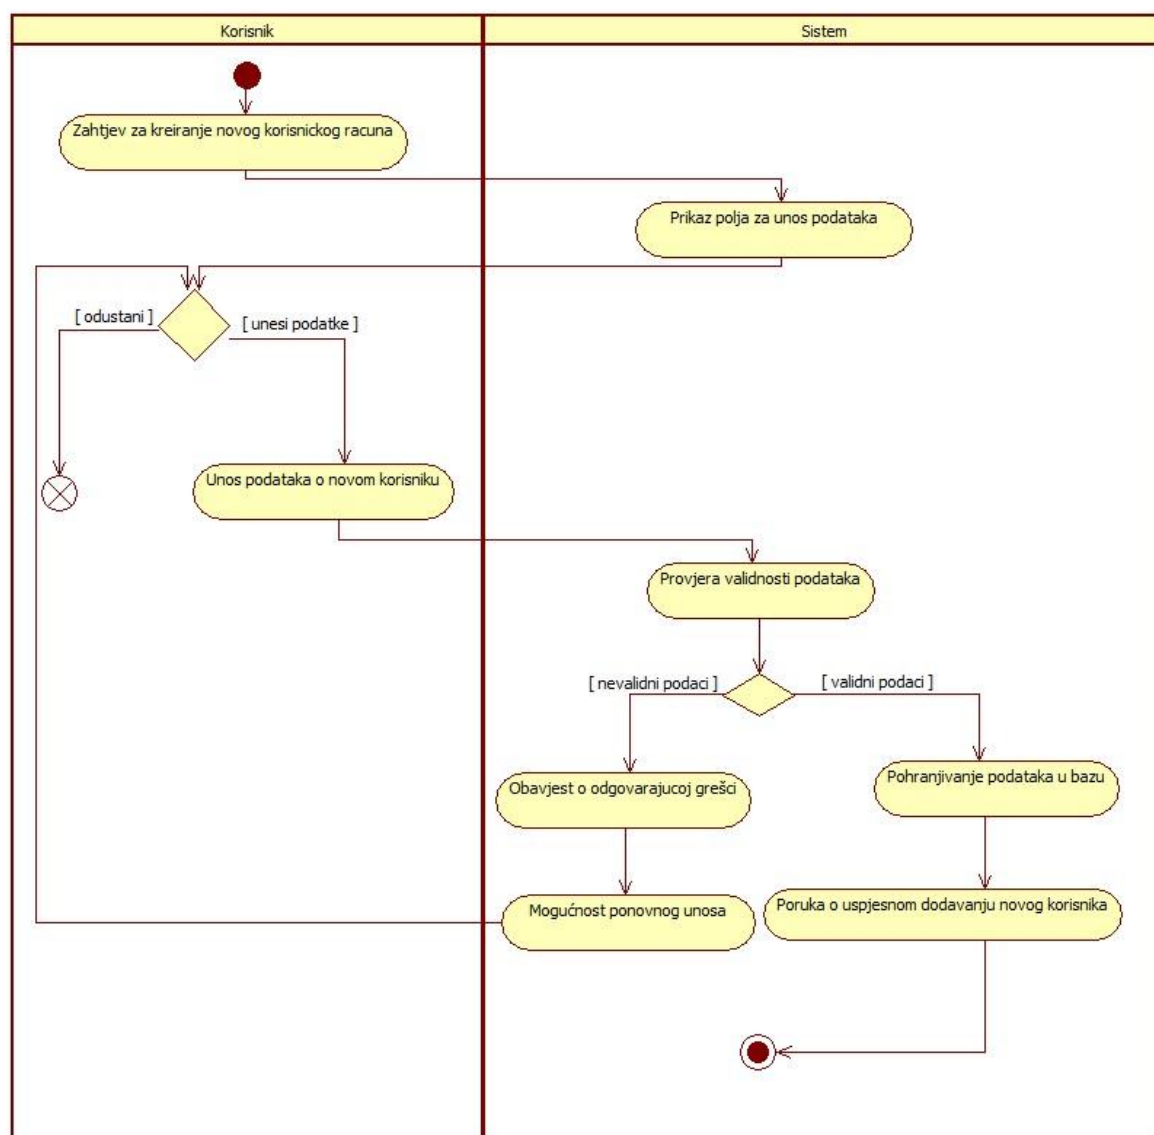 Korisnik
Sistem
Zahtjev za kreiranje novog korisnickog racuna
Prikaz polja za unos podataka
[ odustani ]
[ unesi podatke ]
Unos podataka o novom korisniku
Provjera validnosti podataka
[ nevalidni podaci ]
[ validni podaci ]
Obavjest o odgovarajucoj grešci
Pohranjivanje podataka u bazu
Mogućnost ponovnog unosa
Poruka o uspjesnom dodavanju novog korisnika